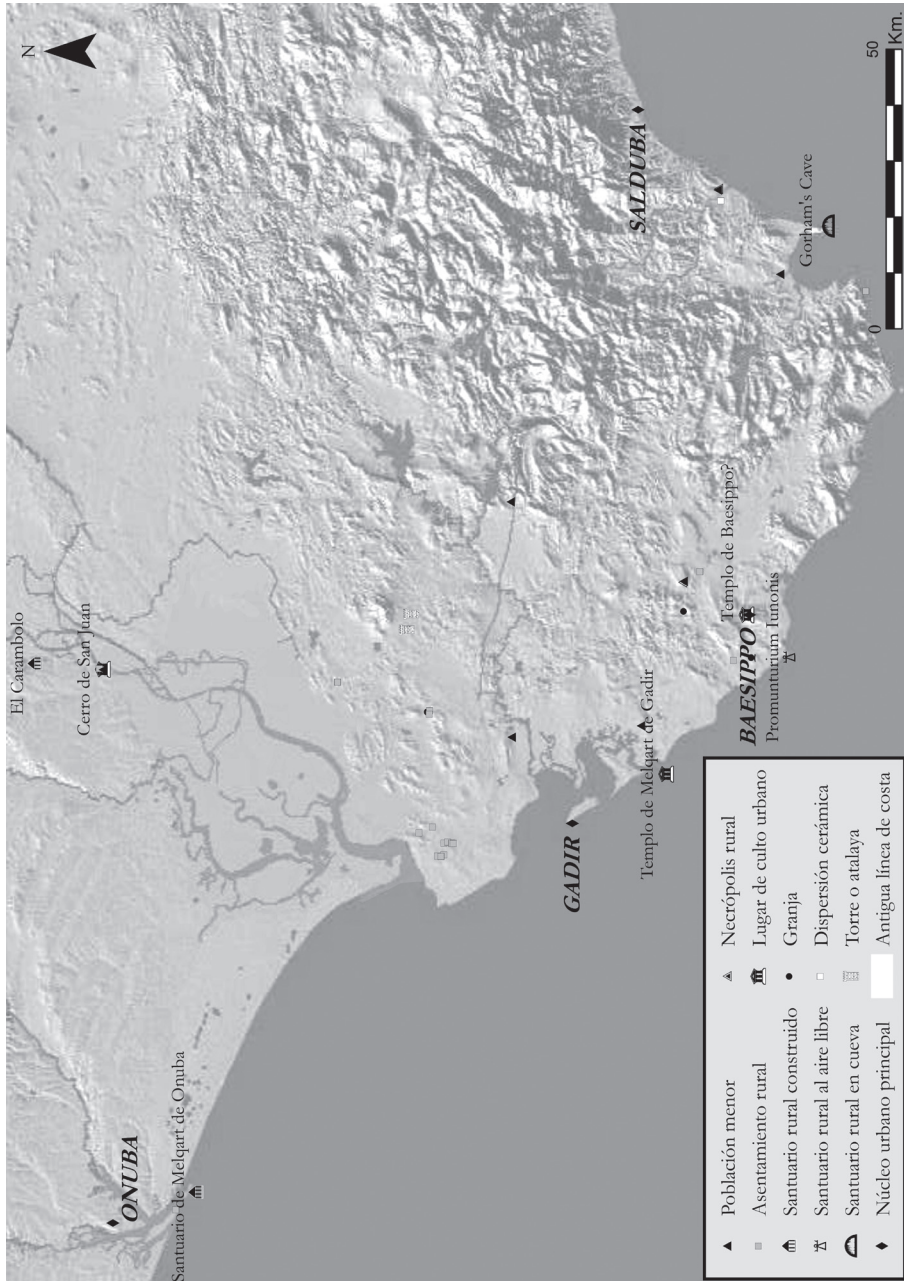 N
El Carambolo
Cerro de San Juan
ONUBA
Santuario de Melqart de Onuba
GADIR
Templo de Melqart de Gadir
BAESIPPO
Templo de Baesippo?
Promunturium Iunonis
SALDUBA
Gorham's Cave
0
50
Km.
Población menor
Asentamiento rural
Santuario rural construido
Santuario rural al aire libre
Santuario rural en cueva
Núcleo urbano principal
Necrópolis rural
Lugar de culto urbano
Granja
Dispersión cerámica
Torre o atalaya
Antigua línea de costa